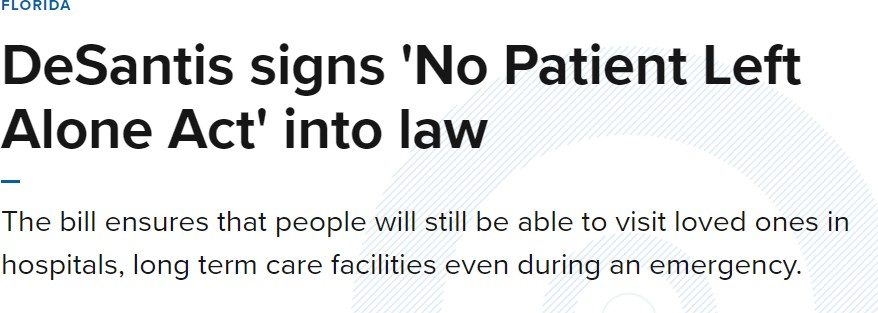 FLORIDA
DeSantis signs 'No Patient Left
Alone Act' into law
The bill ensures that people will still be able to visit loved ones in
hospitals, long term care facilities even during an emergency.